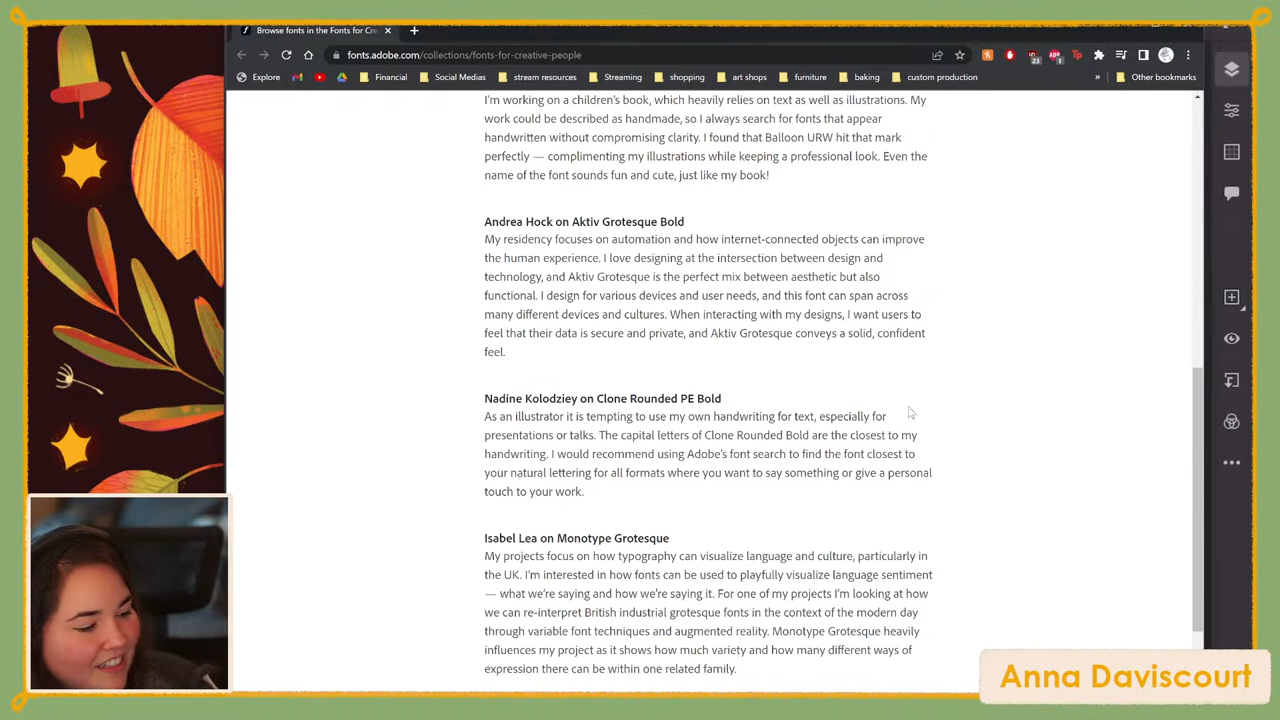 Browse fonts in the Fonts for Cre
fonts.adobe.com/collections/fonts-for-creative-people
Explore
Financial
Social Medias
stream resources
Streaming
shopping
art shops
furniture
baking
custom production
»
Other bookmarks
I'm working on a children's book, which heavily relies on text as well as illustrations. My
work could be described as handmade, so I always search for fonts that appear
handwritten without compromising clarity. I found that Balloon URW hit that mark
perfectly — complimenting my illustrations while keeping a professional look. Even the
name of the font sounds fun and cute, just like my book!
Andrea Hock on Aktiv Grotesque Bold
My residency focuses on automation and how internet-connected objects can improve
the human experience. I love designing at the intersection between design and
technology, and Aktiv Grotesque is the perfect mix between aesthetic but also
functional. I design for various devices and user needs, and this font can span across
many different devices and cultures. When interacting with my designs, I want users to
feel that their data is secure and private, and Aktiv Grotesque conveys a solid, confident
feel.
Nadine Kolodziey on Clone Rounded PE Bold
As an illustrator it is tempting to use my own handwriting for text, especially for
presentations or talks. The capital letters of Clone Rounded Bold are the closest to my
handwriting. I would recommend using Adobe's font search to find the font closest to
your natural lettering for all formats where you want to say something or give a personal
touch to your work.
Isabel Lea on Monotype Grotesque
My projects focus on how typography can visualize language and culture, particularly in
the UK. I'm interested in how fonts can be used to playfully visualize language sentiment
— what we're saying and how we're saying it. For one of my projects I'm looking at how
we can re-interpret British industrial grotesque fonts in the context of the modern day
through variable font techniques and augmented reality. Monotype Grotesque heavily
influences my project as it shows how much variety and how many different ways of
expression there can be within one related family.
Anna Daviscourt